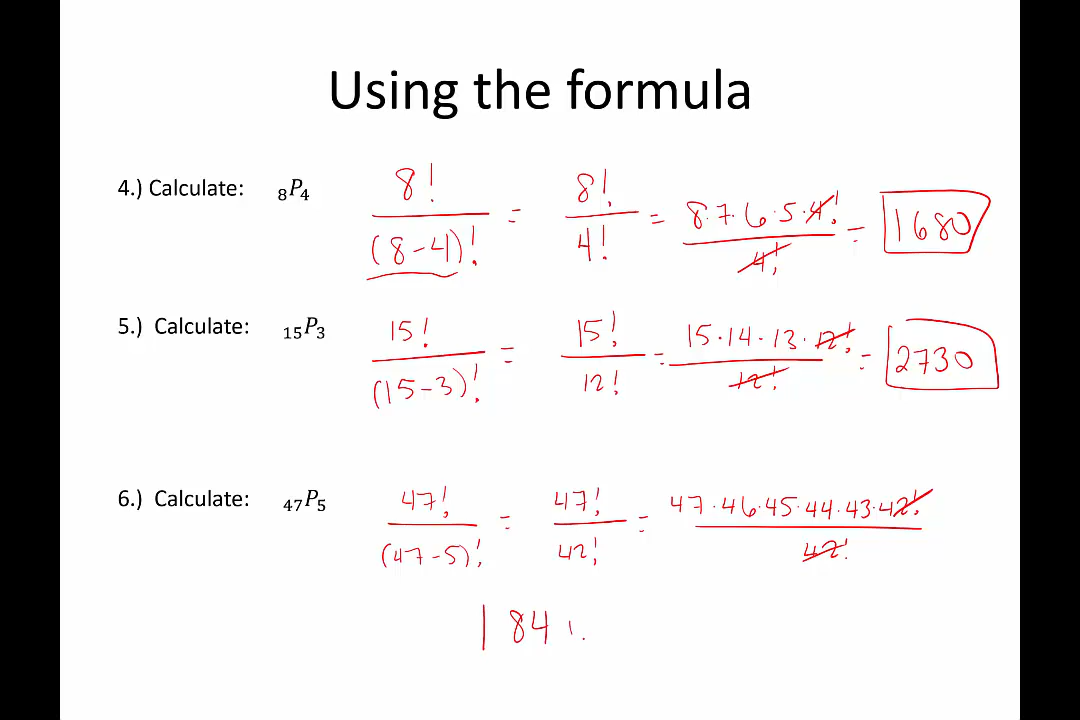 Using the formula
4.) Calculate: ₈P₄ 8!/(8-4)! = 8!/4! = 8·7·6·5·4!/4! = 1680
5.) Calculate: ₁₅P₃ 15!/(15-3)! = 15!/12! = 15·14·13·12!/12! = 2730
6.) Calculate: ₄₇P₅ 47!/(47-5)! = 47!/42! = 47·46·45·44·43·42!/42!
184